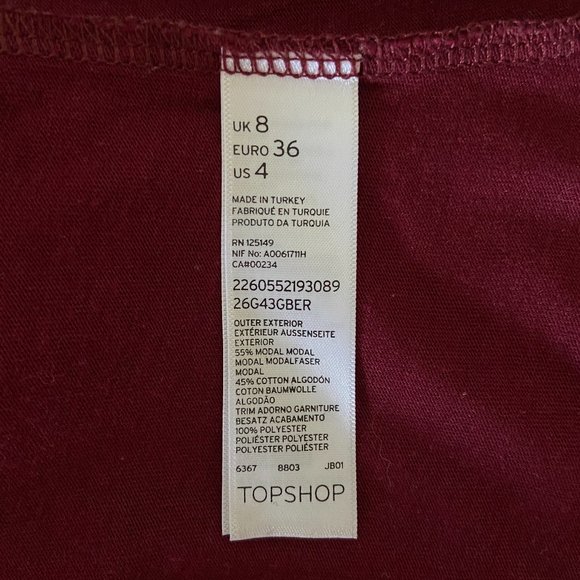 UK 8
EURO 36
US 4
MADE IN TURKEY
FABRIQUÉ EN TURQUIE
PRODUTO DA TURQUIA
RN 125149
NIF No: A0061711H
CA#00234
2260552193089
26G43GBER
OUTER EXTERIOR
EXTÉRIEUR AUSSENSEITE
EXTERIOR
55% MODAL MODAL
MODAL MODALFASER
MODAL
45% COTTON ALGODÓN
COTON BAUMWOLLE
ALGODÃO
TRIM ADORNO GARNITURE
BESATZ ACABAMENTO
100% POLYESTER
POLIÉSTER POLYESTER
POLYESTER POLIÉSTER
6367 8803 JB01
TOPSHOP